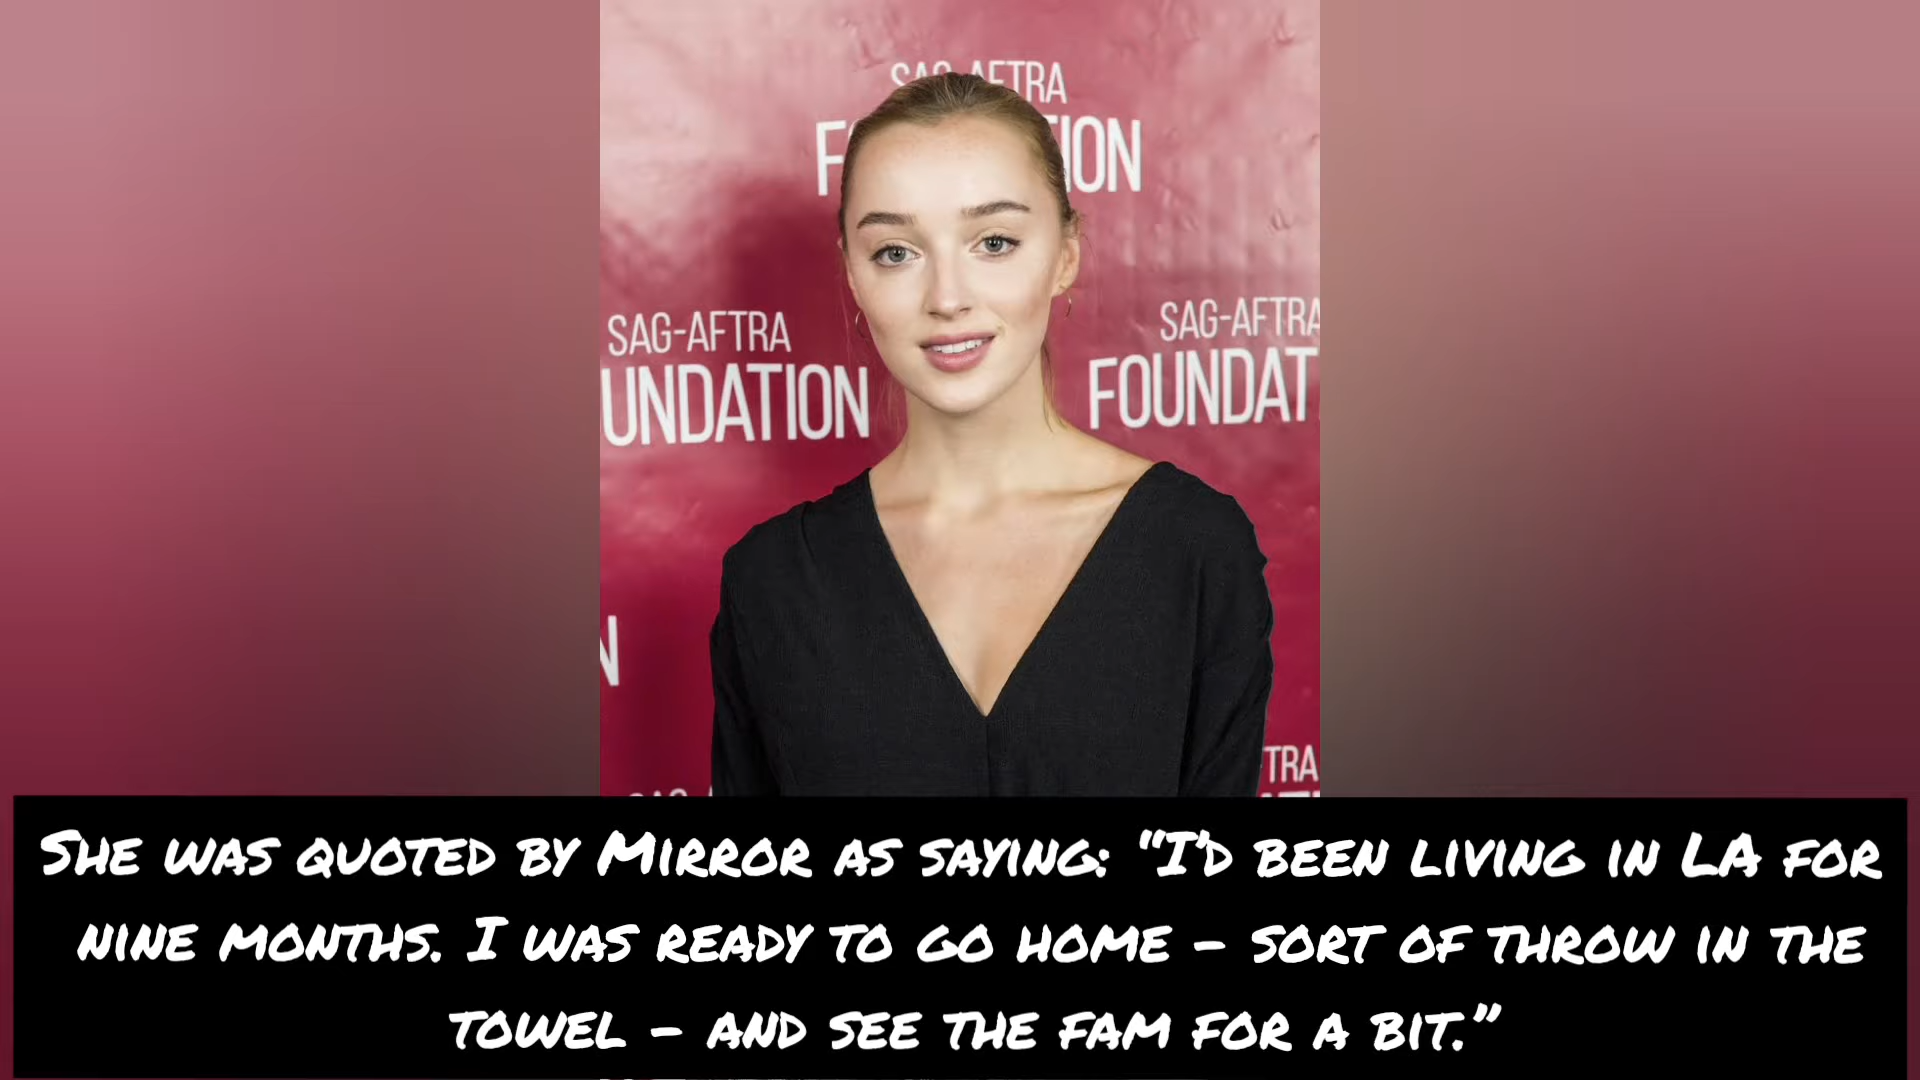 SAG-AFTRA
FOUNDATION
SAG-AFTRA
UNDATION
SAG-AFTRA
FOUNDAT
N
TRA
SHE WAS QUOTED BY MIRROR AS SAYING: “I’D BEEN LIVING IN LA FOR
NINE MONTHS. I WAS READY TO GO HOME – SORT OF THROW IN THE
TOWEL – AND SEE THE FAM FOR A BIT.”